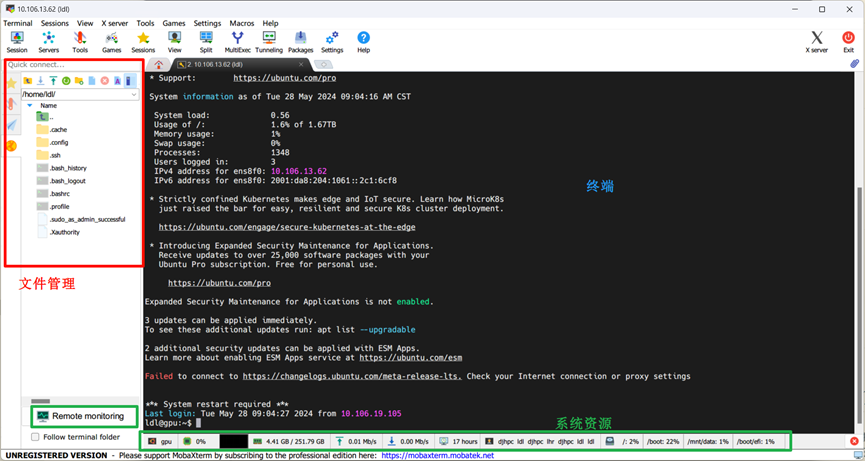 10.106.13.62 (ldl)
Terminal Sessions View X server Tools Games Settings Macros Help
Session Servers Tools Games Sessions View Split MultiExec Tunneling Packages Settings Help X server Exit
Quick connect...
2. 10.106.13.62 (ldl)
/home/ldl/
Name
..
.cache
.config
.ssh
.bash_history
.bash_logout
.bashrc
.profile
.sudo_as_admin_successful
.Xauthority
文件管理
Remote monitoring
Follow terminal folder
* Support: https://ubuntu.com/pro
System information as of Tue 28 May 2024 09:04:16 AM CST
System load: 0.56
Usage of /: 1.6% of 1.67TB
Memory usage: 1%
Swap usage: 0%
Processes: 1348
Users logged in: 3
IPv4 address for ens8f0: 10.106.13.62
IPv6 address for ens8f0: 2001:da8:204:1061::2c1:6cf8
* Strictly confined Kubernetes makes edge and IoT secure. Learn how MicroK8s
just raised the bar for easy, resilient and secure K8s cluster deployment.
https://ubuntu.com/engage/secure-kubernetes-at-the-edge
* Introducing Expanded Security Maintenance for Applications.
Receive updates to over 25,000 software packages with your
Ubuntu Pro subscription. Free for personal use.
https://ubuntu.com/pro
Expanded Security Maintenance for Applications is not enabled.
3 updates can be applied immediately.
To see these additional updates run: apt list --upgradable
2 additional security updates can be applied with ESM Apps.
Learn more about enabling ESM Apps service at https://ubuntu.com/esm
Failed to connect to https://changelogs.ubuntu.com/meta-release-lts. Check your Internet connection or proxy settings
*** System restart required ***
Last login: Tue May 28 09:04:27 2024 from 10.106.19.105
ldl@gpu:~$
终端
系统资源
gpu 0% 4.41 GB / 251.79 GB 0.01 Mb/s 0.00 Mb/s 17 hours djhpc ldl djhpc lhr djhpc ldl ldl /: 2% /boot: 22% /mnt/data: 1% /boot/efi: 1%
UNREGISTERED VERSION - Please support MobaXterm by subscribing to the professional edition here: https://mobaxterm.mobatek.net